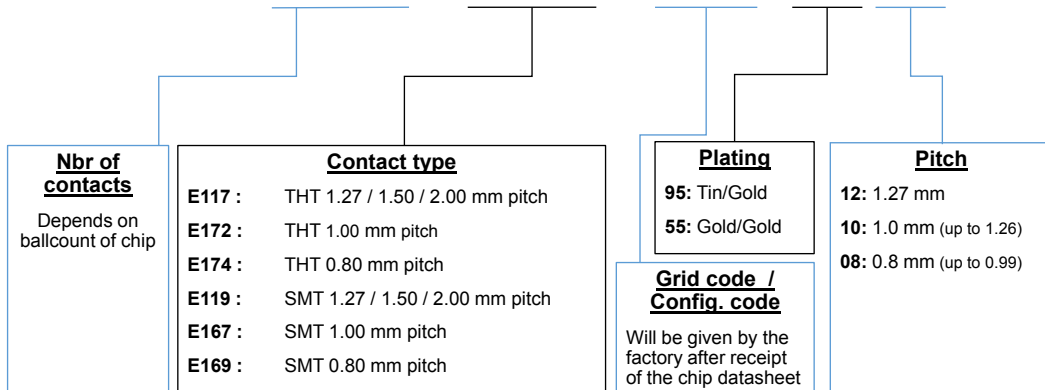 Nbr of
contacts
Depends on
ballcount of chip
Contact type
E117 : THT 1.27 / 1.50 / 2.00 mm pitch
E172 : THT 1.00 mm pitch
E174 : THT 0.80 mm pitch
E119 : SMT 1.27 / 1.50 / 2.00 mm pitch
E167 : SMT 1.00 mm pitch
E169 : SMT 0.80 mm pitch
Grid code /
Config. code
Will be given by the
factory after receipt
of the chip datasheet
Plating
95: Tin/Gold
55: Gold/Gold
Pitch
12: 1.27 mm
10: 1.0 mm (up to 1.26)
08: 0.8 mm (up to 0.99)